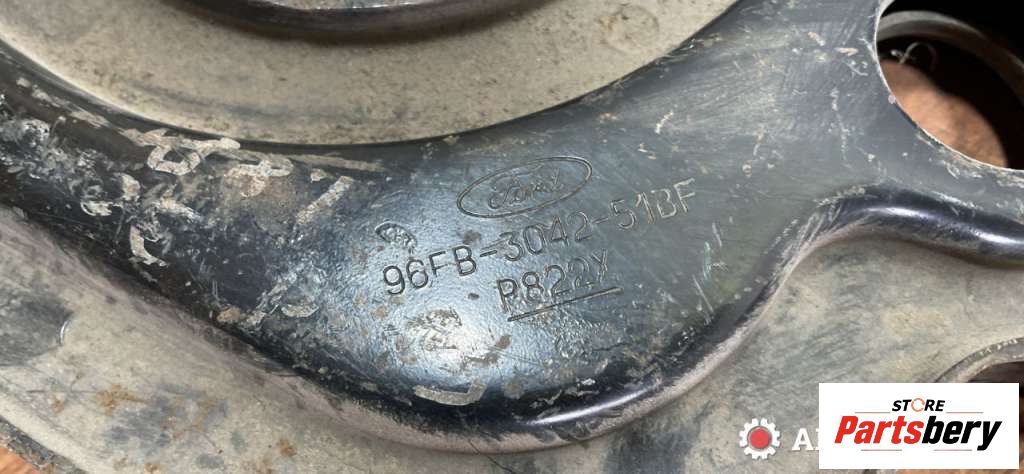 Ford
96FB-3042-51BF
P822Y
STORE
Partsbery